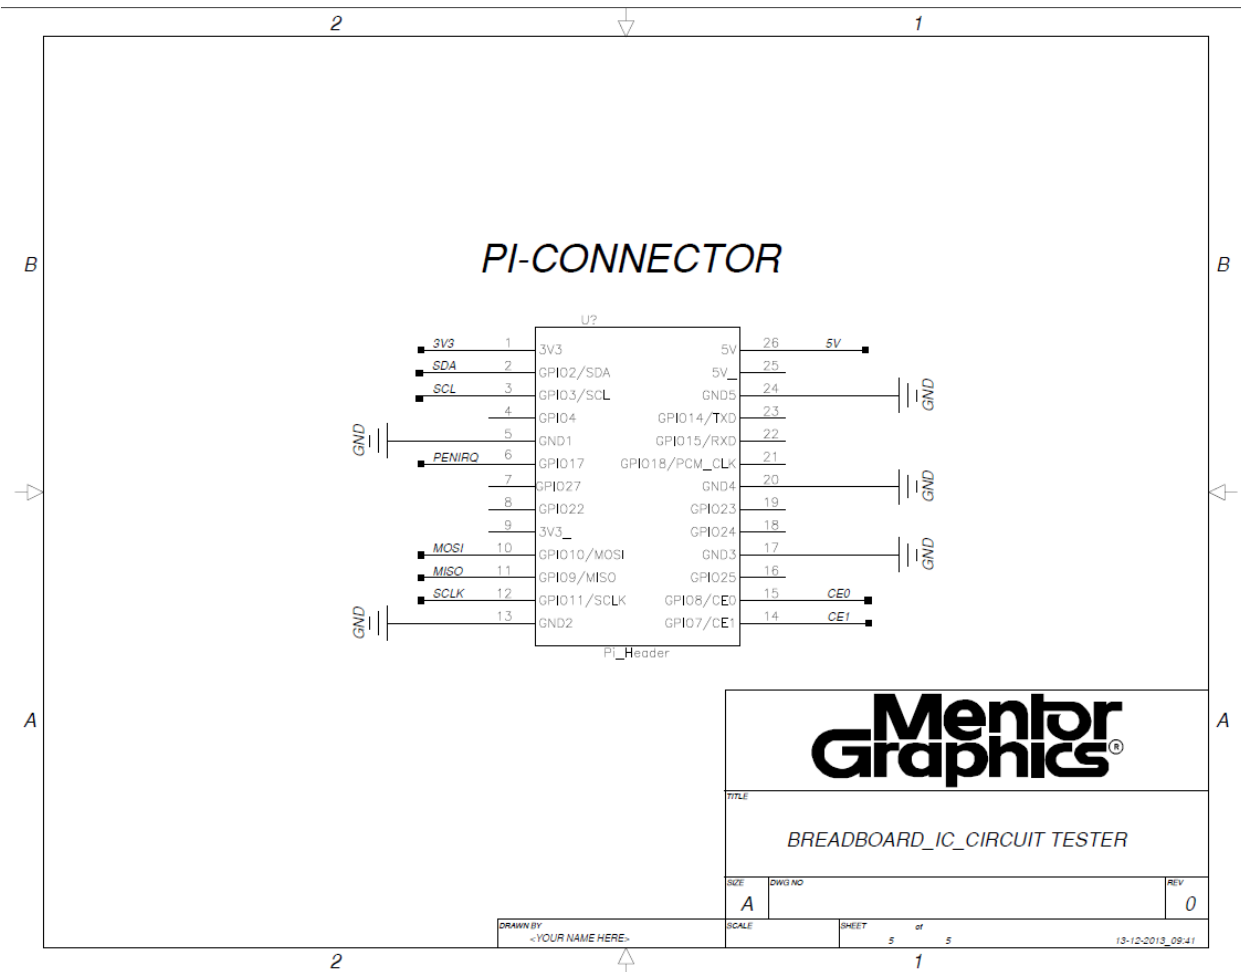 2 1
B B
PI-CONNECTOR
U?
3V3 1 3V3 5V 26 5V
SDA 2 GPIO2/SDA 5V_ 25
SCL 3 GPIO3/SCL GND5 24 GND
4 GPIO4 GPIO14/TXD 23
GND 5 GND1 GPIO15/RXD 22
PENIRQ 6 GPIO17 GPIO18/PCM_CLK 21
7 GPIO27 GND4 20 GND
8 GPIO22 GPIO23 19
9 3V3_ GPIO24 18
MOSI 10 GPIO10/MOSI GND3 17 GND
MISO 11 GPIO9/MISO GPIO25 16
SCLK 12 GPIO11/SCLK GPIO8/CE0 15 CE0
GND 13 GND2 GPIO7/CE1 14 CE1
Pi_Header
A A
Mentor
Graphics®
TITLE
BREADBOARD_IC_CIRCUIT TESTER
SIZE DWG NO REV
A 0
DRAWN BY SCALE SHEET of
<YOUR NAME HERE> 5 5 13-12-2013_09:41
2 1